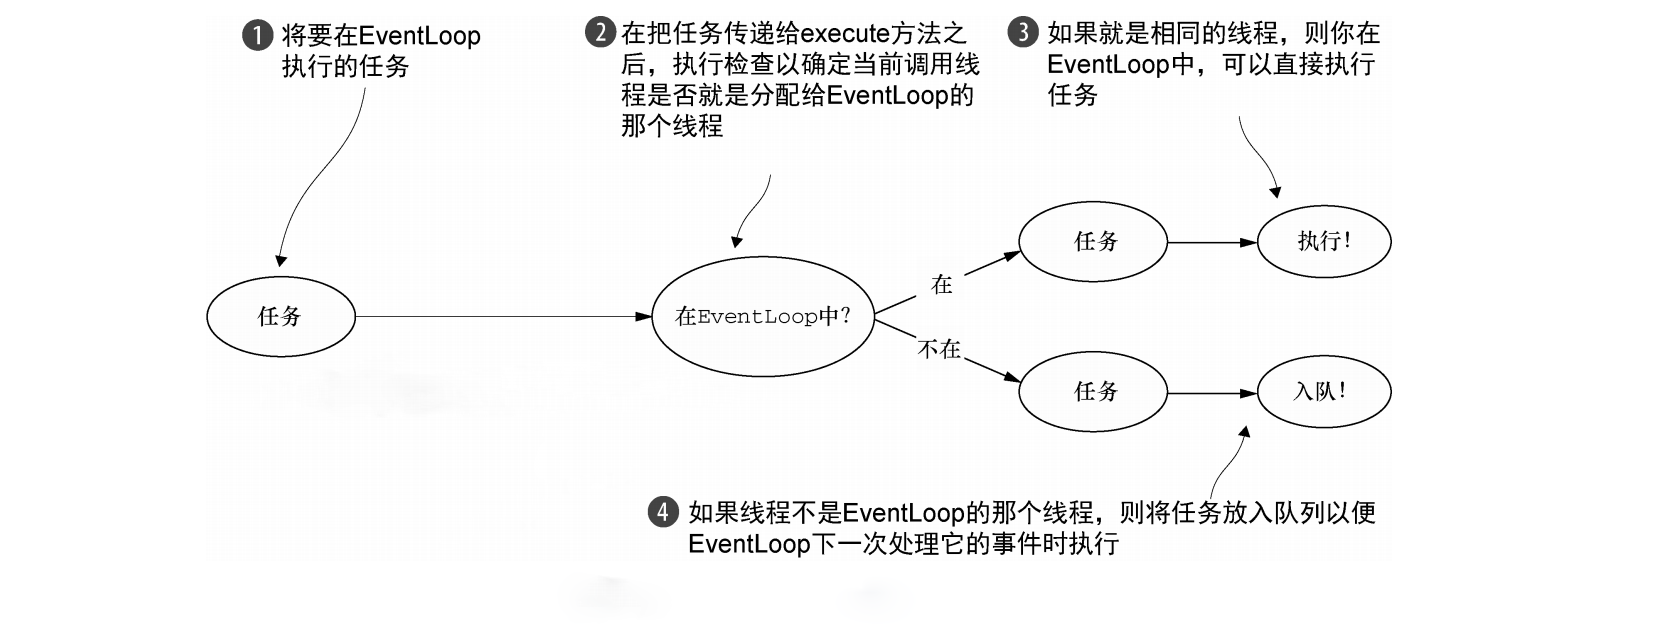 1 将要在EventLoop
执行的任务
2 在把任务传递给execute方法之
后，执行检查以确定当前调用线
程是否就是分配给EventLoop的
那个线程
3 如果就是相同的线程，则你在
EventLoop中，可以直接执行
任务
任务
在EventLoop中？
在
任务
执行！
不在
任务
入队！
4 如果线程不是EventLoop的那个线程，则将任务放入队列以便
EventLoop下一次处理它的事件时执行